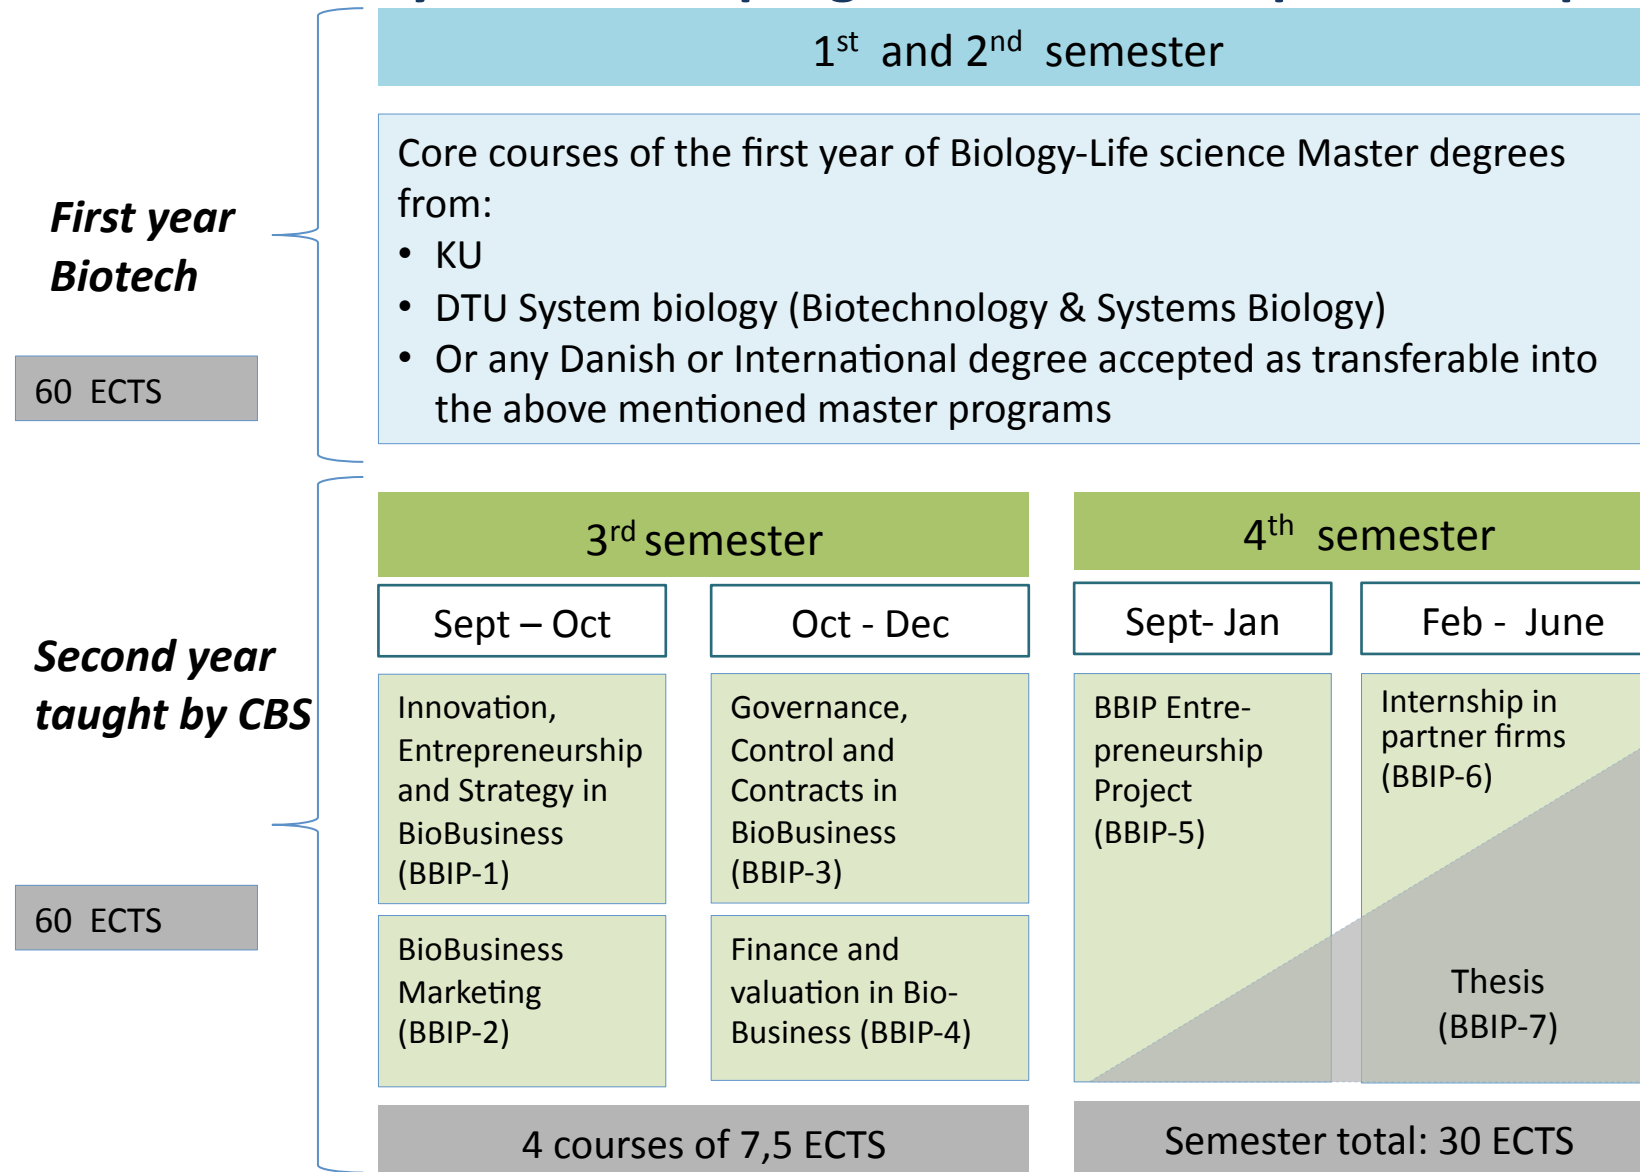 1st and 2nd semester
Core courses of the first year of Biology-Life science Master degrees
from:
• KU
• DTU System biology (Biotechnology & Systems Biology)
• Or any Danish or International degree accepted as transferable into
the above mentioned master programs
First year
Biotech
60 ECTS
3rd semester
4th semester
Sept – Oct
Oct - Dec
Sept- Jan
Feb - June
Second year
taught by CBS
60 ECTS
Innovation,
Entrepreneurship
and Strategy in
BioBusiness
(BBIP-1)
Governance,
Control and
Contracts in
BioBusiness
(BBIP-3)
BBIP Entre-
preneurship
Project
(BBIP-5)
Internship in
partner firms
(BBIP-6)
BioBusiness
Marketing
(BBIP-2)
Finance and
valuation in Bio-
Business (BBIP-4)
Thesis
(BBIP-7)
4 courses of 7,5 ECTS
Semester total: 30 ECTS